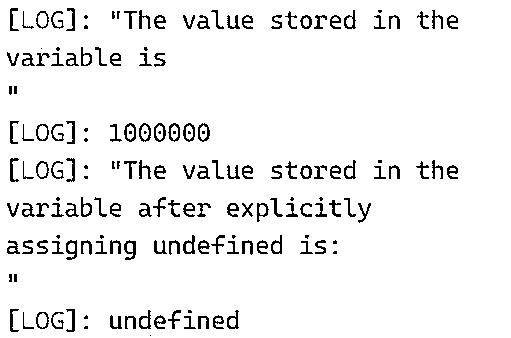 [LOG]: "The value stored in the
variable is
"
[LOG]: 1000000
[LOG]: "The value stored in the
variable after explicitly
assigning undefined is:
"
[LOG]: undefined